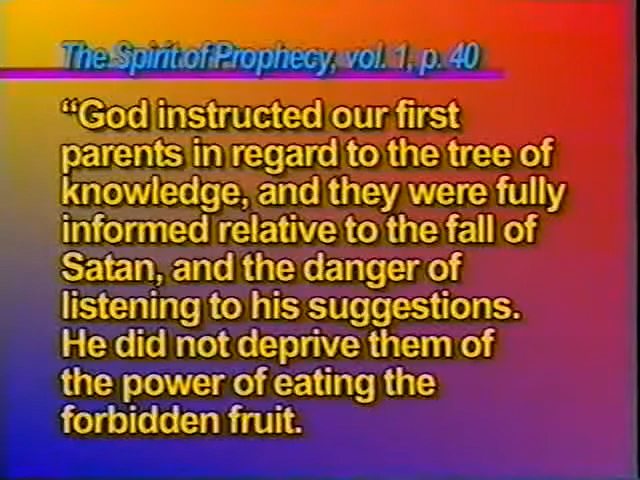 The Spirit of Prophecy, vol. 1, p. 40
“God instructed our first
parents in regard to the tree of
knowledge, and they were fully
informed relative to the fall of
Satan, and the danger of
listening to his suggestions.
He did not deprive them of
the power of eating the
forbidden fruit.